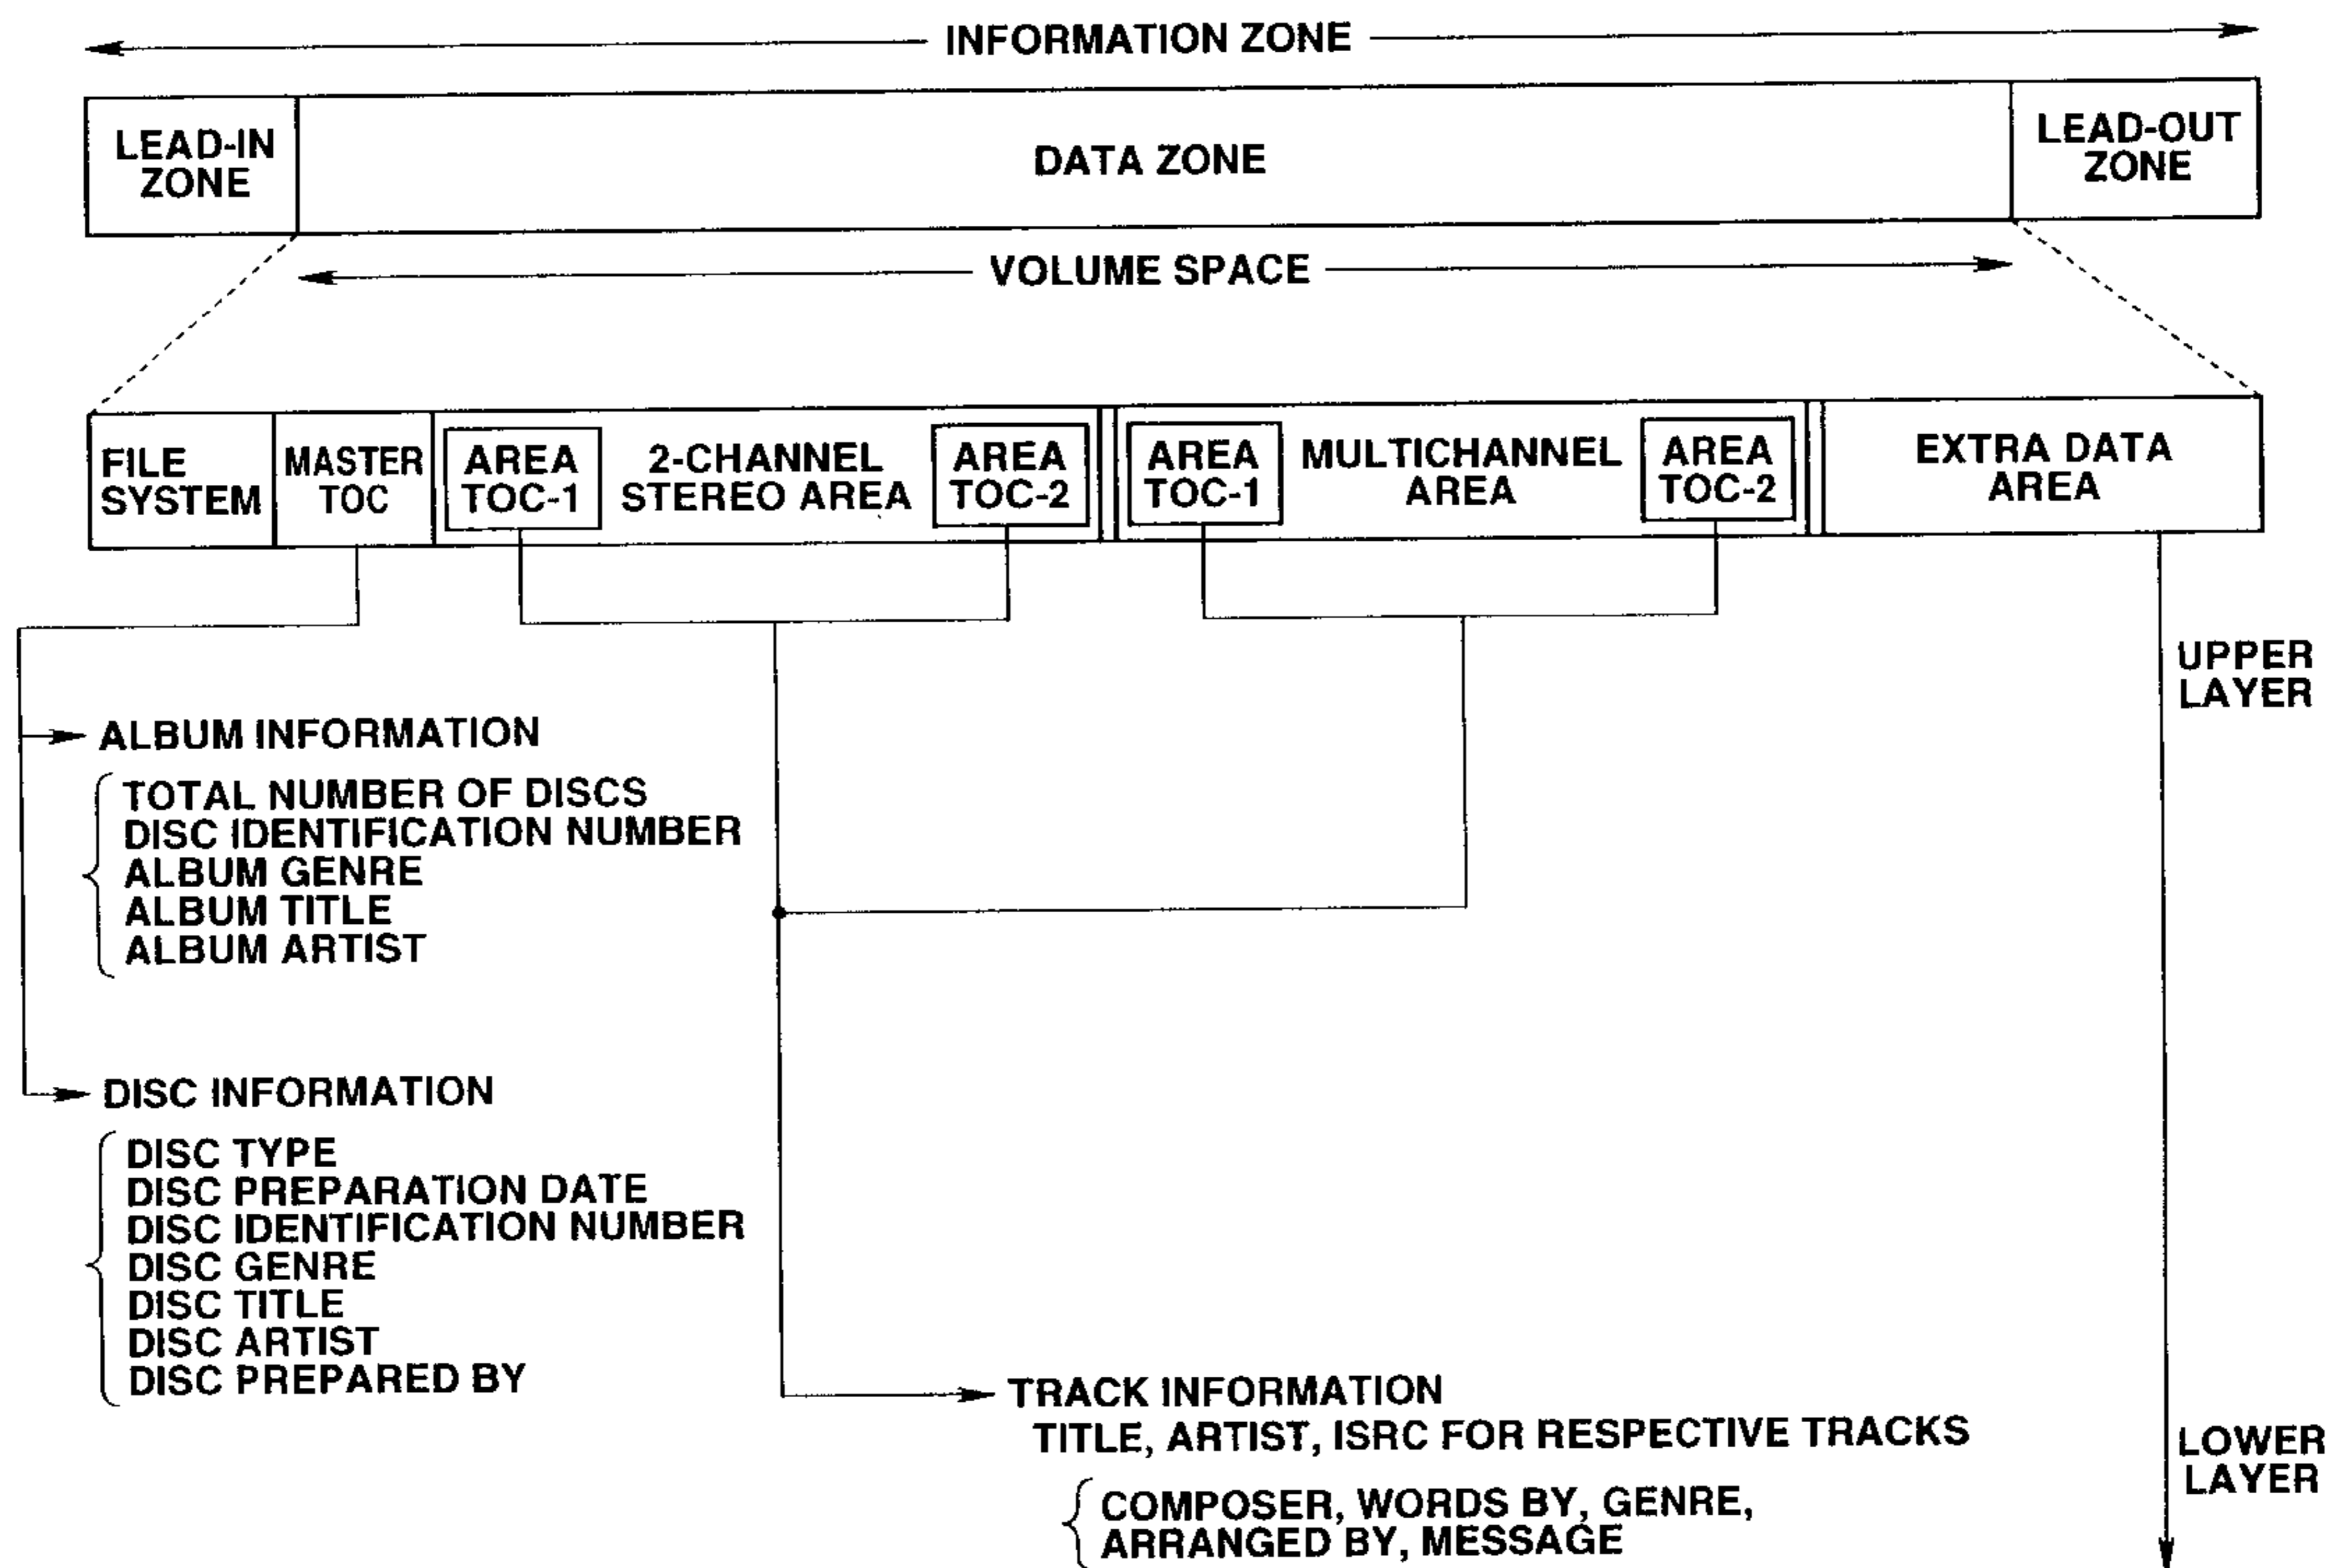 INFORMATION ZONE
LEAD-IN
ZONE
DATA ZONE
LEAD-OUT
ZONE
VOLUME SPACE
FILE
SYSTEM
MASTER
TOC
AREA
TOC-1
2-CHANNEL
STEREO AREA
AREA
TOC-2
AREA
TOC-1
MULTICHANNEL
AREA
AREA
TOC-2
EXTRA DATA
AREA
UPPER
LAYER
ALBUM INFORMATION
TOTAL NUMBER OF DISCS
DISC IDENTIFICATION NUMBER
ALBUM GENRE
ALBUM TITLE
ALBUM ARTIST
DISC INFORMATION
DISC TYPE
DISC PREPARATION DATE
DISC IDENTIFICATION NUMBER
DISC GENRE
DISC TITLE
DISC ARTIST
DISC PREPARED BY
TRACK INFORMATION
TITLE, ARTIST, ISRC FOR RESPECTIVE TRACKS
COMPOSER, WORDS BY, GENRE,
ARRANGED BY, MESSAGE
LOWER
LAYER